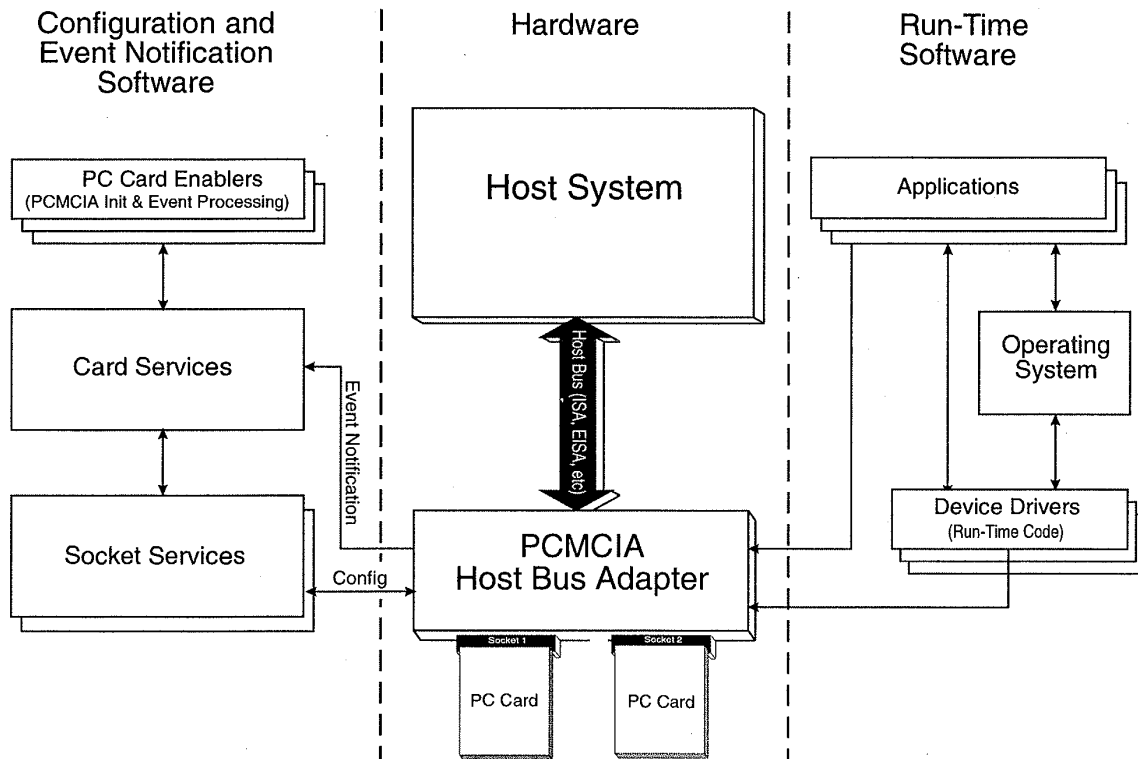 Configuration and
Event Notification
Software
PC Card Enablers
(PCMCIA Init & Event Processing)
Card Services
Socket Services
Event Notification
Config
Hardware
Host System
Host Bus (ISA, EISA, etc)
PCMCIA
Host Bus Adapter
Socket 1
Socket 2
PC Card
PC Card
Run-Time
Software
Applications
Operating
System
Device Drivers
(Run-Time Code)